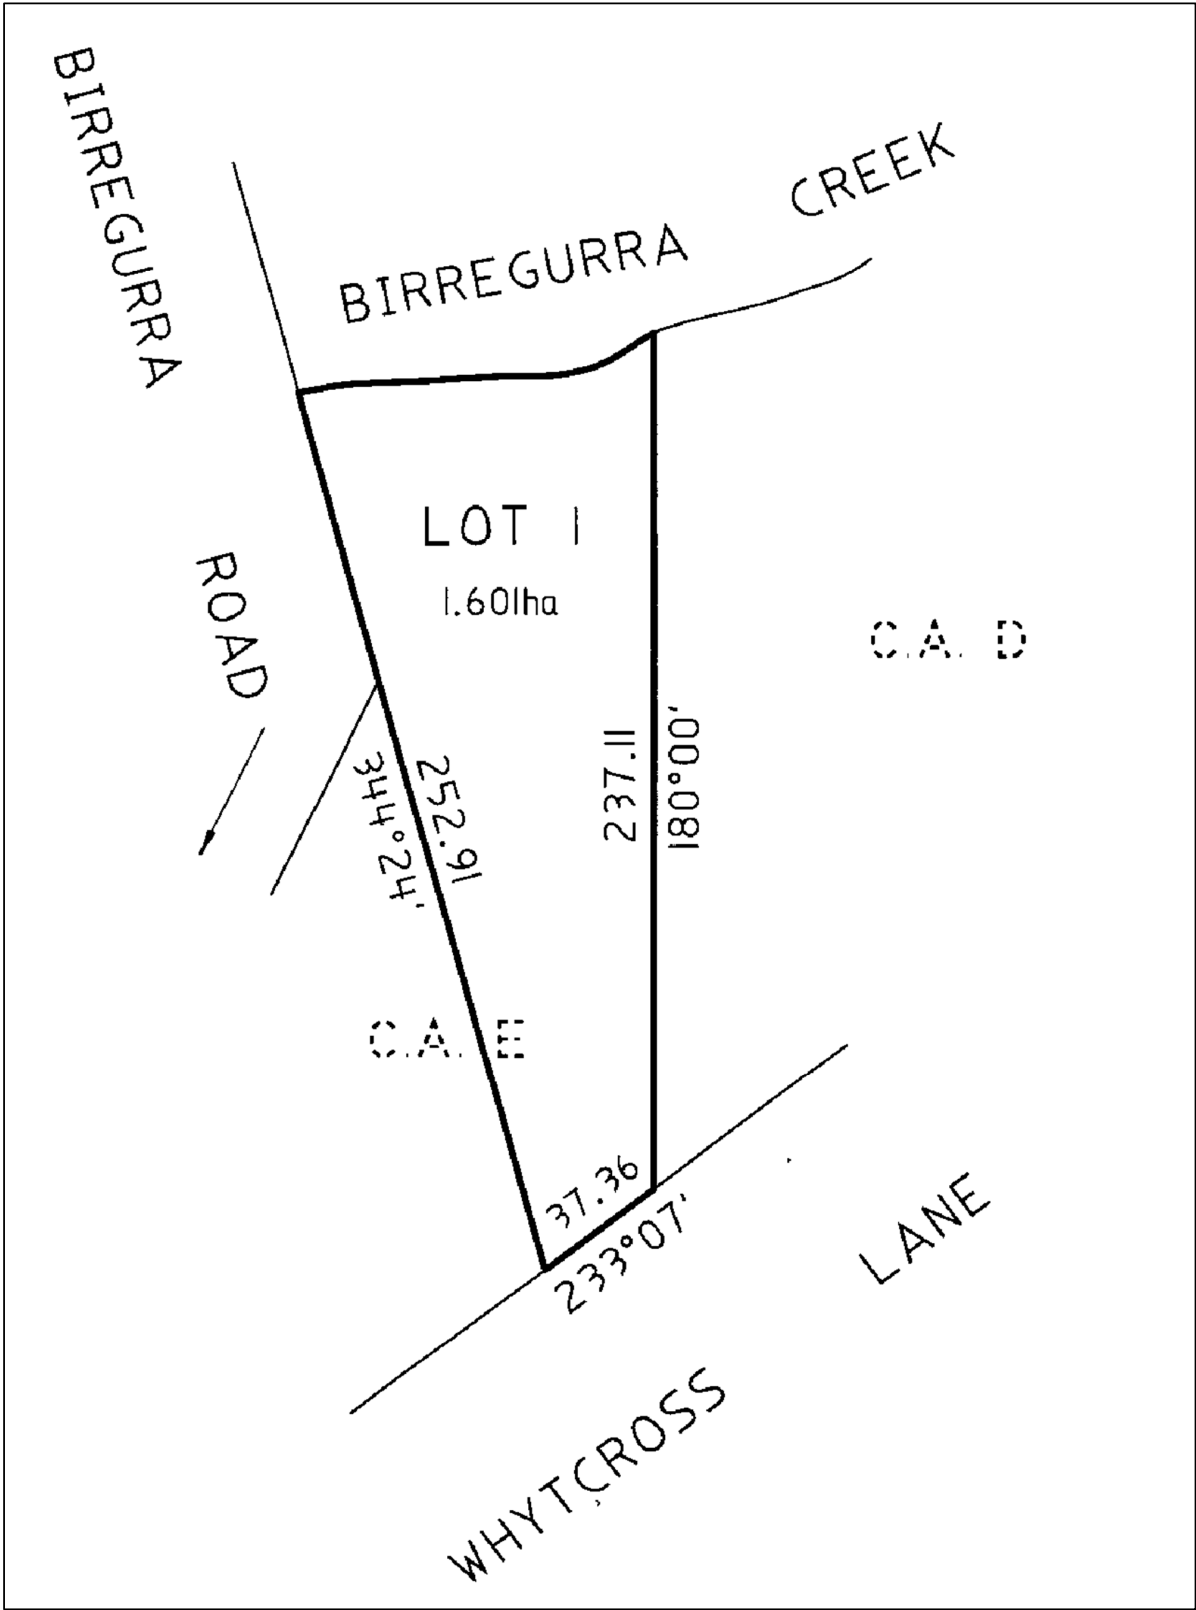 BIRREGURRA ROAD
BIRREGURRA CREEK
LOT 1
1.601ha
C.A. D
237.11
180°00'
252.91
344°24'
C.A. E
37.36
233°07'
WHYTCROSS LANE